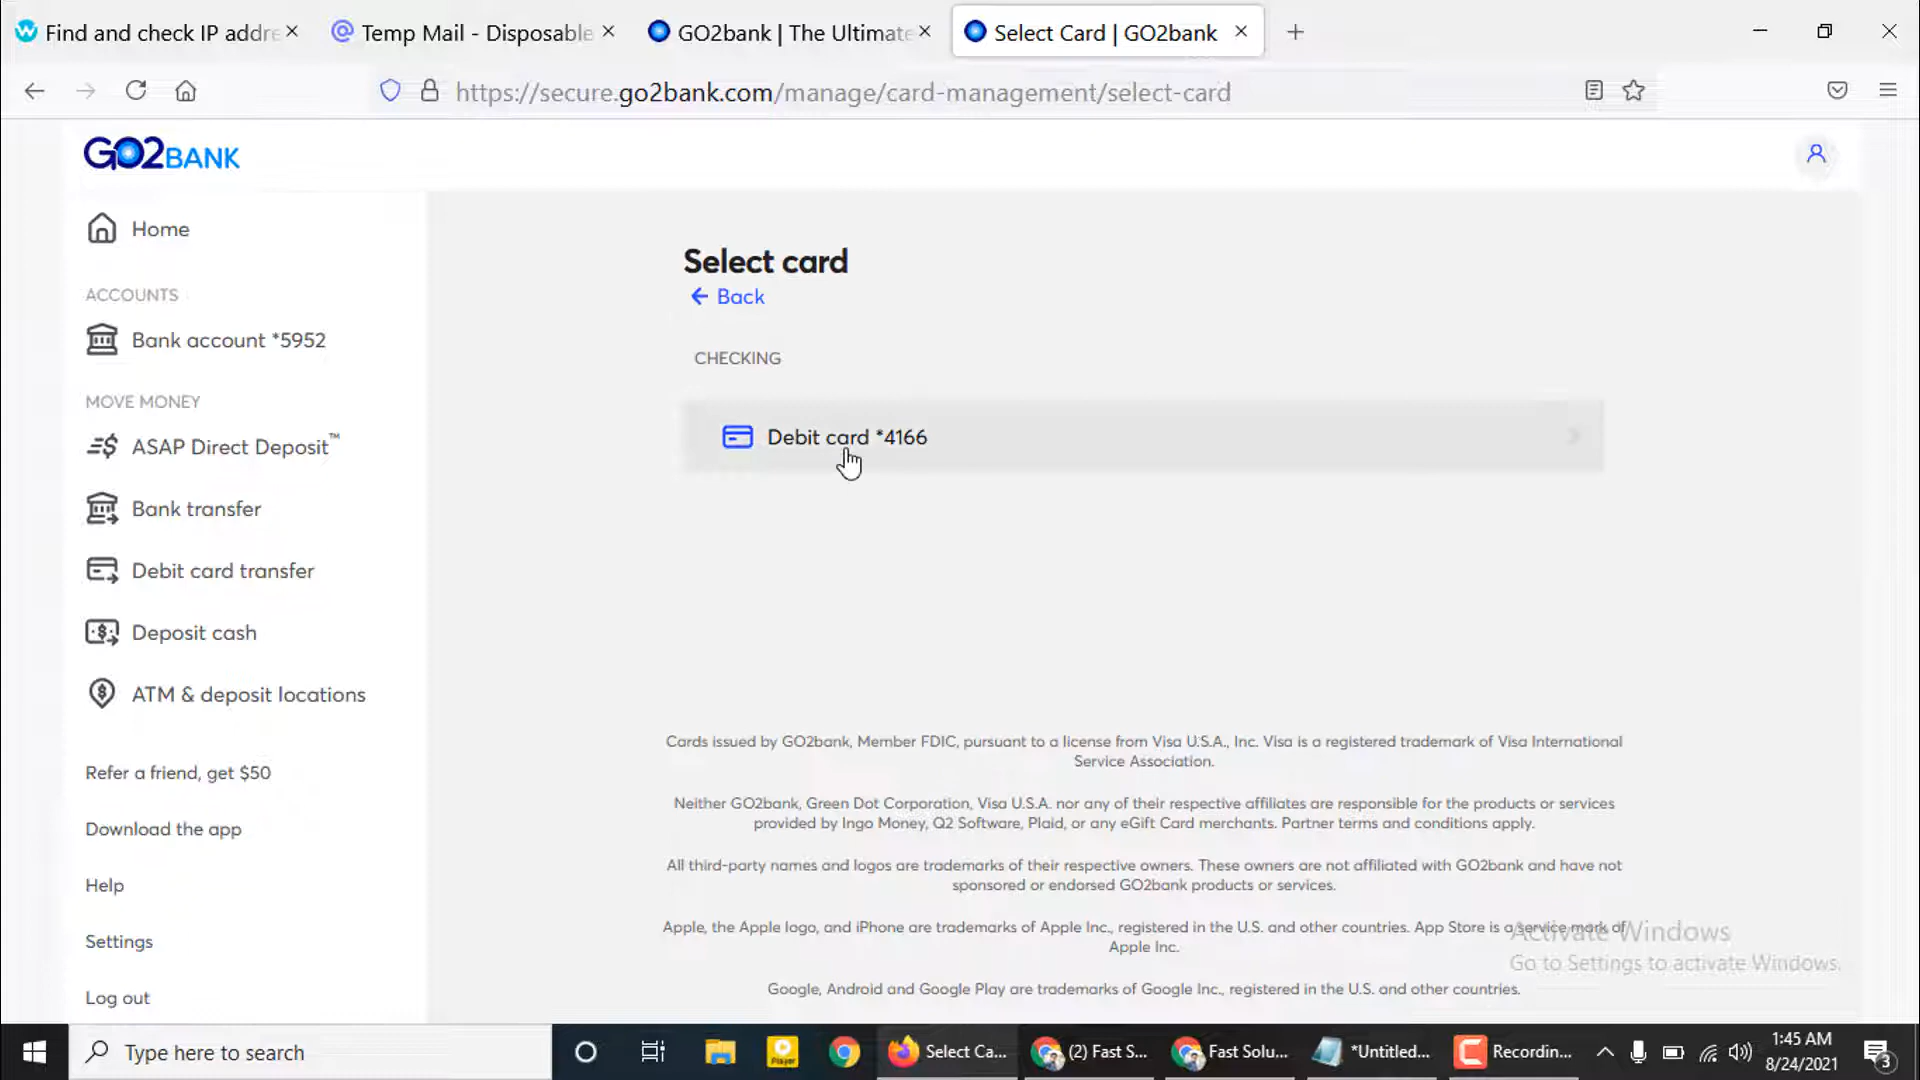 Find and check IP addre
Temp Mail - Disposable
GO2bank | The Ultimate
Select Card | GO2bank
https://secure.go2bank.com/manage/card-management/select-card
GO2BANK
Home
ACCOUNTS
Bank account *5952
MOVE MONEY
ASAP Direct Deposit™
Bank transfer
Debit card transfer
Deposit cash
ATM & deposit locations
Refer a friend, get $50
Download the app
Help
Settings
Log out
Select card
Back
CHECKING
Debit card *4166
Cards issued by GO2bank, Member FDIC, pursuant to a license from Visa U.S.A., Inc. Visa is a registered trademark of Visa International
Service Association.
Neither GO2bank, Green Dot Corporation, Visa U.S.A. nor any of their respective affiliates are responsible for the products or services
provided by Ingo Money, Q2 Software, Plaid, or any eGift Card merchants. Partner terms and conditions apply.
All third-party names and logos are trademarks of their respective owners. These owners are not affiliated with GO2bank and have not
sponsored or endorsed GO2bank products or services.
Apple, the Apple logo, and iPhone are trademarks of Apple Inc., registered in the U.S. and other countries. App Store is a service mark of
Apple Inc.
Google, Android and Google Play are trademarks of Google Inc., registered in the U.S. and other countries.
Activate Windows
Go to Settings to activate Windows.
Type here to search
Player
Select Ca...
(2) Fast S...
Fast Solu...
*Untitled...
Recordin...
1:45 AM
8/24/2021
3